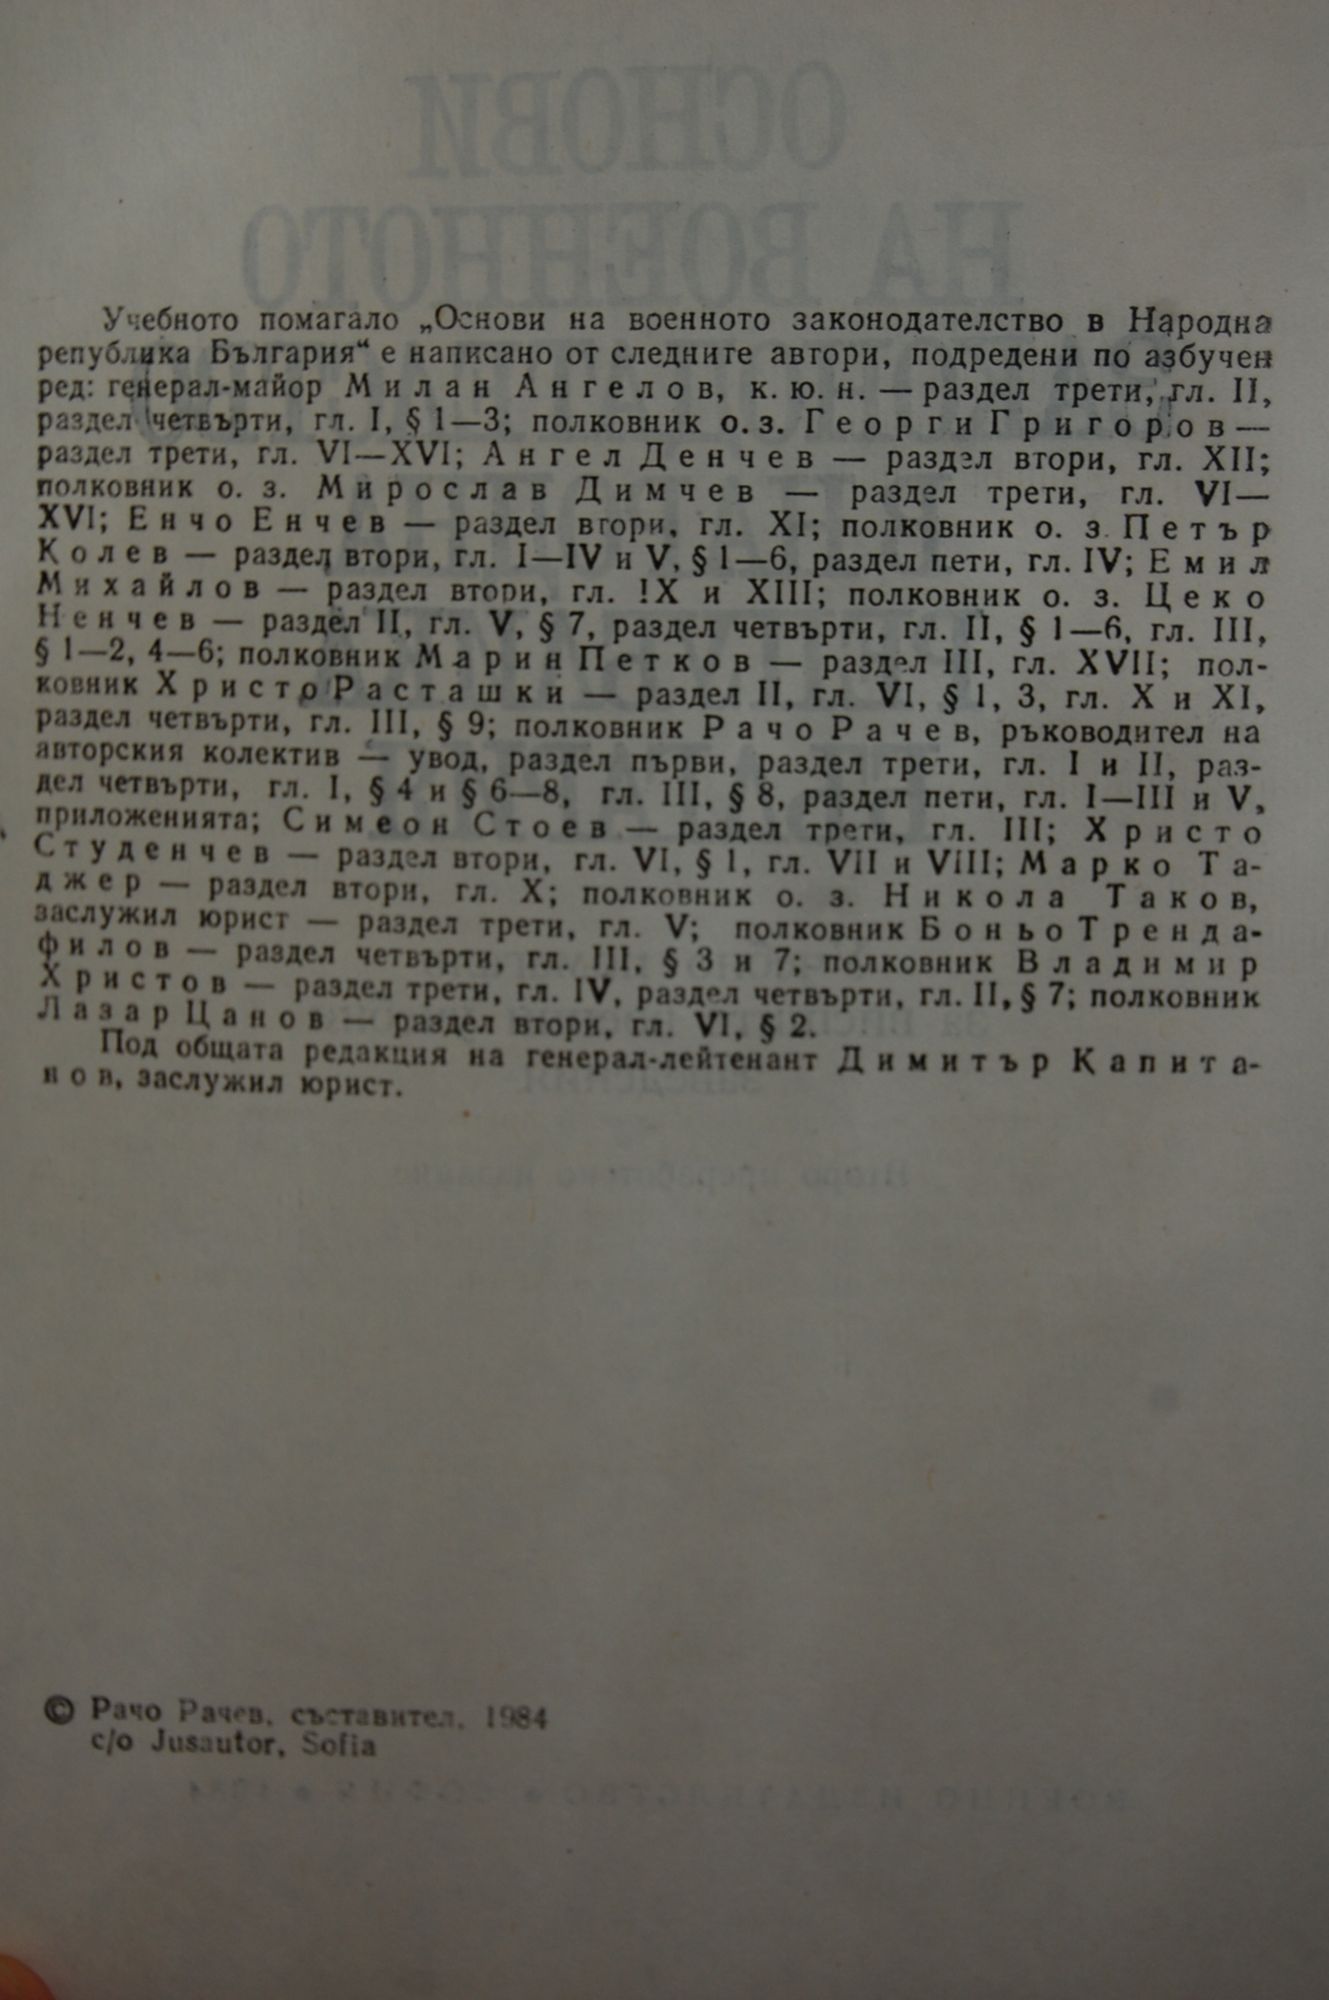 Учебното помагало „Основи на военното законодателство в Народна
република България“ е написано от следните автори, подредени по азбучен
ред: генерал-майор Милан Ангелов, к. ю. н. — раздел трети, гл. II,
раздел четвърти, гл. I, § 1—3; полковник о. з. Георги Григоров —
раздел трети, гл. VI—XVI; Ангел Денчев — раздел втори, гл. XII;
полковник о. з. Мирослав Димчев — раздел трети, гл. VI—
XVI; Енчо Енчев — раздел втори, гл. XI; полковник о. з. Петър
Колев — раздел втори, гл. I—IV и V, § 1—6, раздел пети, гл. IV; Емил
Михайлов — раздел втори, гл. IX и XIII; полковник о. з. Цеко
Ненчев — раздел II, гл. V, § 7, раздел четвърти, гл. II, § 1—6, гл. III,
§ 1—2, 4—6; полковник Марин Петков — раздел III, гл. XVII; пол-
ковник Христо Расташки — раздел II, гл. VI, § 1, 3, гл. X и XI,
раздел четвърти, гл. III, § 9; полковник Рачо Рачев, ръководител на
авторския колектив — увод, раздел първи, раздел трети, гл. I и II, раз-
дел четвърти, гл. I, § 4 и § 6—8, гл. III, § 8, раздел пети, гл. I—III и V,
приложенията; Симеон Стоев — раздел трети, гл. III; Христо
Студенчев — раздел втори, гл. VI, § 1, гл. VII и VIII; Марко Та-
джер — раздел втори, гл. X; полковник о. з. Никола Таков,
заслужил юрист — раздел трети, гл. V; полковник Боньо Тренда-
филов — раздел четвърти, гл. III, § 3 и 7; полковник Владимир
Христов — раздел трети, гл. IV, раздел четвърти, гл. II, § 7; полковник
Лазар Цанов — раздел втори, гл. VI, § 2.
Под общата редакция на генерал-лейтенант Димитър Капита-
нов, заслужил юрист.
© Рачо Рачев, съставител, 1984
c/o Jusautor, Sofia